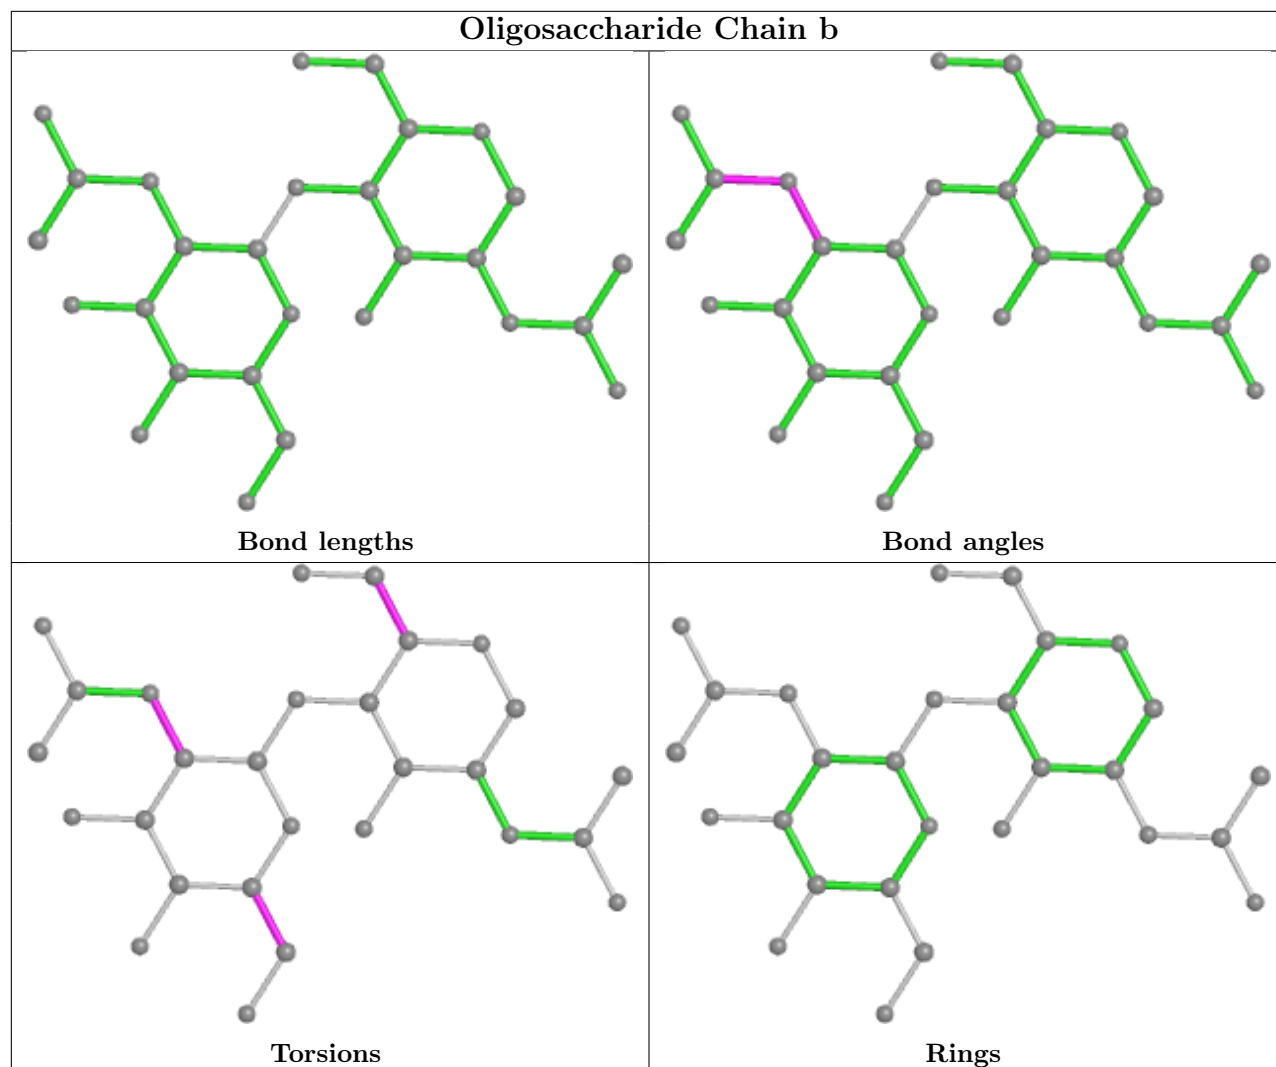 Oligosaccharide Chain b
Bond lengths
Bond angles
Torsions
Rings